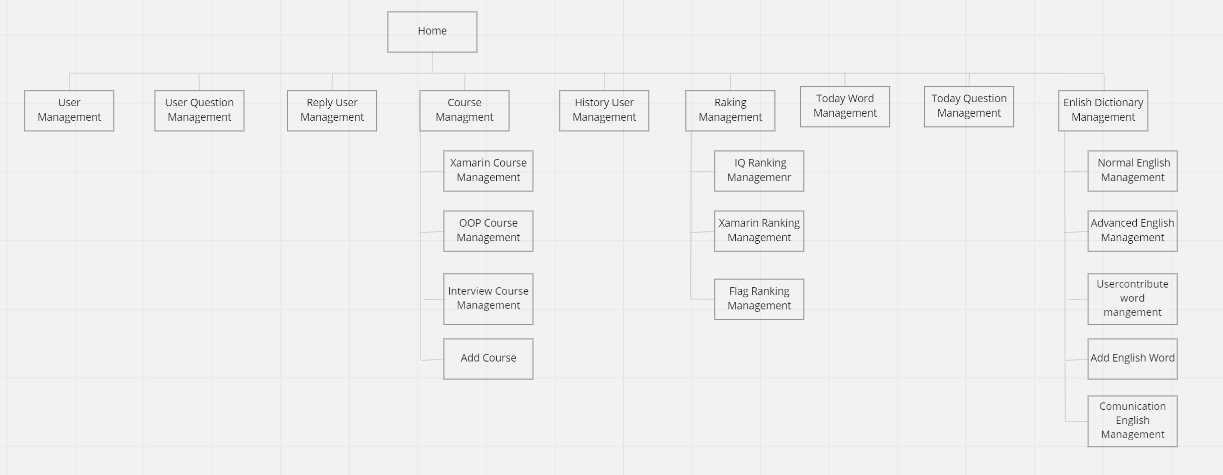 Home
User
Management
User Question
Management
Reply User
Management
Course
Managment
History User
Management
Raking
Management
Today Word
Management
Today Question
Management
Enlish Dictionary
Management
Xamarin Course
Management
OOP Course
Management
Interview Course
Management
Add Course
IQ Ranking
Managemenr
Xamarin Ranking
Management
Flag Ranking
Management
Normal English
Management
Advanced English
Management
Usercontribute
word
mangement
Add English Word
Comunication
English
Management